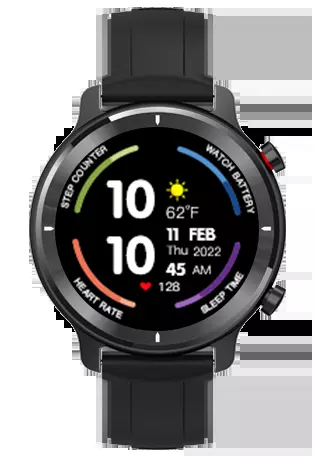 STEP COUNTER
WATCH BATTERY
10
62°F
11 FEB
Thu 2022
10
45 AM
128
HEART RATE
SLEEP TIME